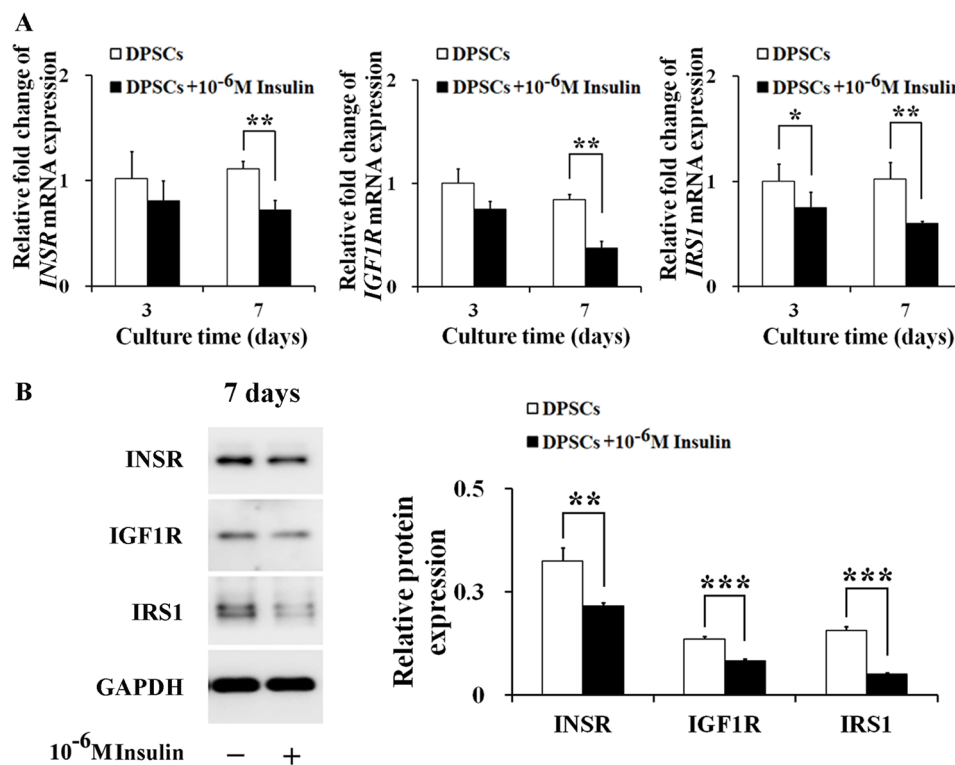 A
Relative fold change of
INSR mRNA expression
DPSCs
DPSCs +10⁻⁶M Insulin
2
1
0
**
3 7
Culture time (days)
Relative fold change of
IGF1R mRNA expression
DPSCs
DPSCs +10⁻⁶M Insulin
2
1
0
**
3 7
Culture time (days)
Relative fold change of
IRS1 mRNA expression
DPSCs
DPSCs +10⁻⁶M Insulin
2
1
0
* **
3 7
Culture time (days)
B
7 days
INSR
IGF1R
IRS1
GAPDH
10⁻⁶M Insulin − +
DPSCs
DPSCs +10⁻⁶M Insulin
Relative protein
expression
0.5
0.3
0
** *** ***
INSR IGF1R IRS1